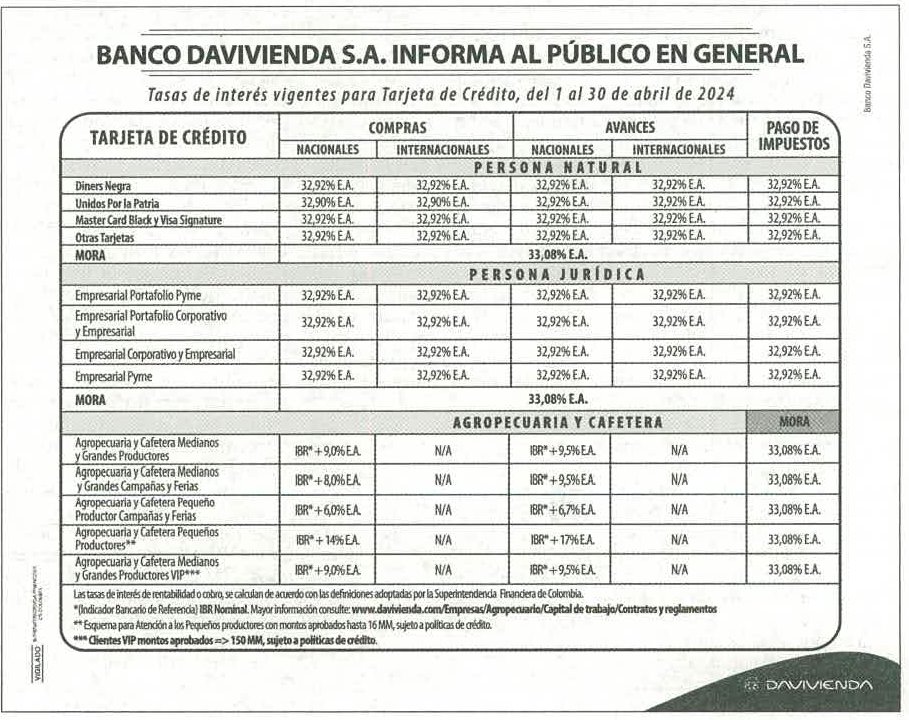 BANCO DAVIVIENDA S.A. INFORMA AL PÚBLICO EN GENERAL
Banco Davivienda S.A.
Tasas de interés vigentes para Tarjeta de Crédito, del 1 al 30 de abril de 2024
TARJETA DE CRÉDITO COMPRAS AVANCES PAGO DE IMPUESTOS
NACIONALES INTERNACIONALES NACIONALES INTERNACIONALES
PERSONA NATURAL
Diners Negra 32,92% E.A. 32,92% E.A. 32,92% E.A. 32,92% E.A. 32,92% E.A.
Unidos Por la Patria 32,90% E.A. 32,90% E.A. 32,92% E.A. 32,92% E.A. 32,92% E.A.
Master Card Black y Visa Signature 32,92% E.A. 32,92% E.A. 32,92% E.A. 32,92% E.A. 32,92% E.A.
Otras Tarjetas 32,92% E.A. 32,92% E.A. 32,92% E.A. 32,92% E.A. 32,92% E.A.
MORA 33,08% E.A.
PERSONA JURÍDICA
Empresarial Portafolio Pyme 32,92% E.A. 32,92% E.A. 32,92% E.A. 32,92% E.A. 32,92% E.A.
Empresarial Portafolio Corporativo
y Empresarial 32,92% E.A. 32,92% E.A. 32,92% E.A. 32,92% E.A. 32,92% E.A.
Empresarial Corporativo y Empresarial 32,92% E.A. 32,92% E.A. 32,92% E.A. 32,92% E.A. 32,92% E.A.
Empresarial Pyme 32,92% E.A. 32,92% E.A. 32,92% E.A. 32,92% E.A. 32,92% E.A.
MORA 33,08% E.A.
AGROPECUARIA Y CAFETERA MORA
Agropecuaria y Cafetera Medianos
y Grandes Productores IBR* + 9,0% E.A. N/A IBR* + 9,5% E.A. N/A 33,08% E.A.
Agropecuaria y Cafetera Medianos
y Grandes Campañas y Ferias IBR* + 8,0% E.A. N/A IBR* + 9,5% E.A. N/A 33,08% E.A.
Agropecuaria y Cafetera Pequeño
Productor Campañas y Ferias IBR* + 6,0% E.A. N/A IBR* + 6,7% E.A. N/A 33,08% E.A.
Agropecuaria y Cafetera Pequeños
Productores** IBR* + 14% E.A. N/A IBR* + 17% E.A. N/A 33,08% E.A.
Agropecuaria y Cafetera Medianos
y Grandes Productores VIP*** IBR* + 9,0% E.A. N/A IBR* + 9,5% E.A. N/A 33,08% E.A.
Las tasas de interés de rentabilidad o cobro, se calculan de acuerdo con las definiciones adoptadas por la Superintendencia Financiera de Colombia.
*(Indicador Bancario de Referencia) IBR Nominal. Mayor información consulte: www.davivienda.com/Empresas/Agropecuario/Capital de trabajo/Contratos y reglamentos
** Esquema para Atención a los Pequeños productores con montos aprobados hasta 16 MM, sujeto a políticas de crédito.
*** Clientes VIP montos aprobados => 150 MM, sujeto a políticas de crédito.
VIGILADO
DAVIVIENDA